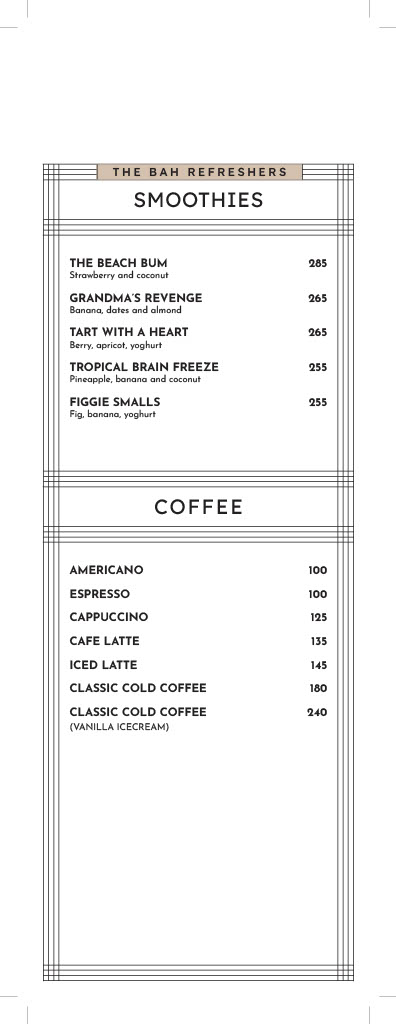 THE BAH REFRESHERS
SMOOTHIES
THE BEACH BUM 285
Strawberry and coconut
GRANDMA'S REVENGE 265
Banana, dates and almond
TART WITH A HEART 265
Berry, apricot, yoghurt
TROPICAL BRAIN FREEZE 255
Pineapple, banana and coconut
FIGGIE SMALLS 255
Fig, banana, yoghurt
COFFEE
AMERICANO 100
ESPRESSO 100
CAPPUCCINO 125
CAFE LATTE 135
ICED LATTE 145
CLASSIC COLD COFFEE 180
CLASSIC COLD COFFEE 240
(VANILLA ICECREAM)